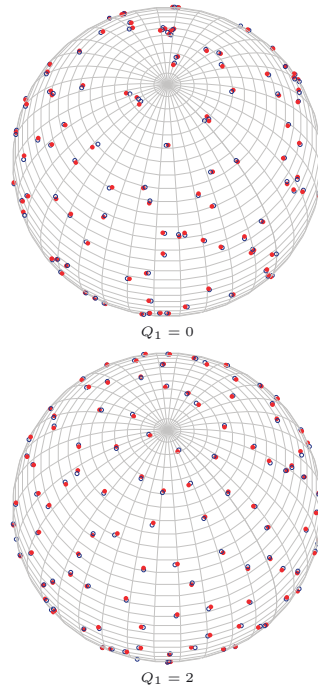 Q₁ = 0
Q₁ = 2